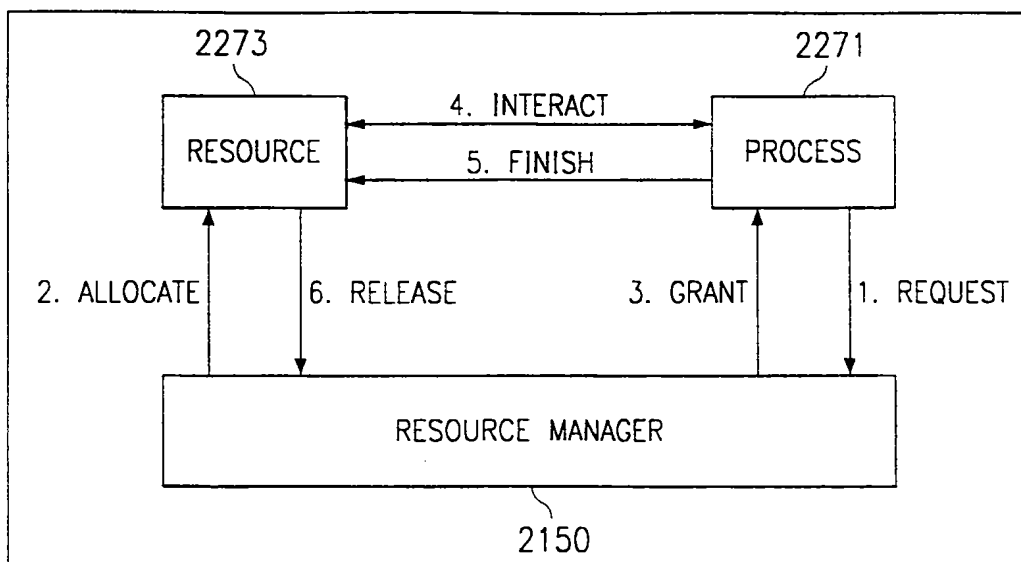 2273
2271
RESOURCE
4. INTERACT
PROCESS
5. FINISH
2. ALLOCATE
6. RELEASE
3. GRANT
1. REQUEST
RESOURCE MANAGER
2150